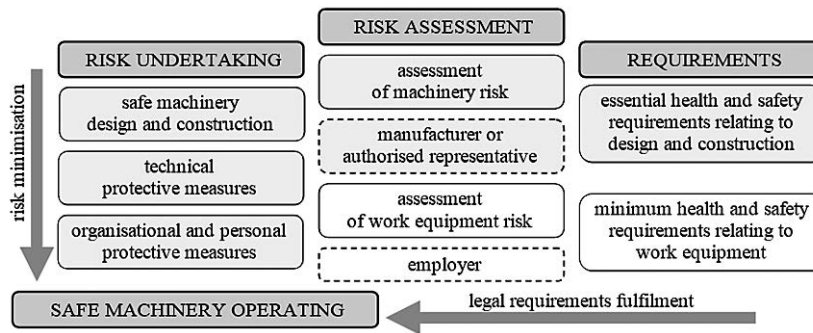 RISK ASSESSMENT
RISK UNDERTAKING
REQUIREMENTS
risk minimisation
safe machinery
design and construction
technical
protective measures
organisational and personal
protective measures
assessment
of machinery risk
manufacturer or
authorised representative
assessment
of work equipment risk
employer
essential health and safety
requirements relating to
design and construction
minimum health and safety
requirements relating to
work equipment
SAFE MACHINERY OPERATING
legal requirements fulfilment